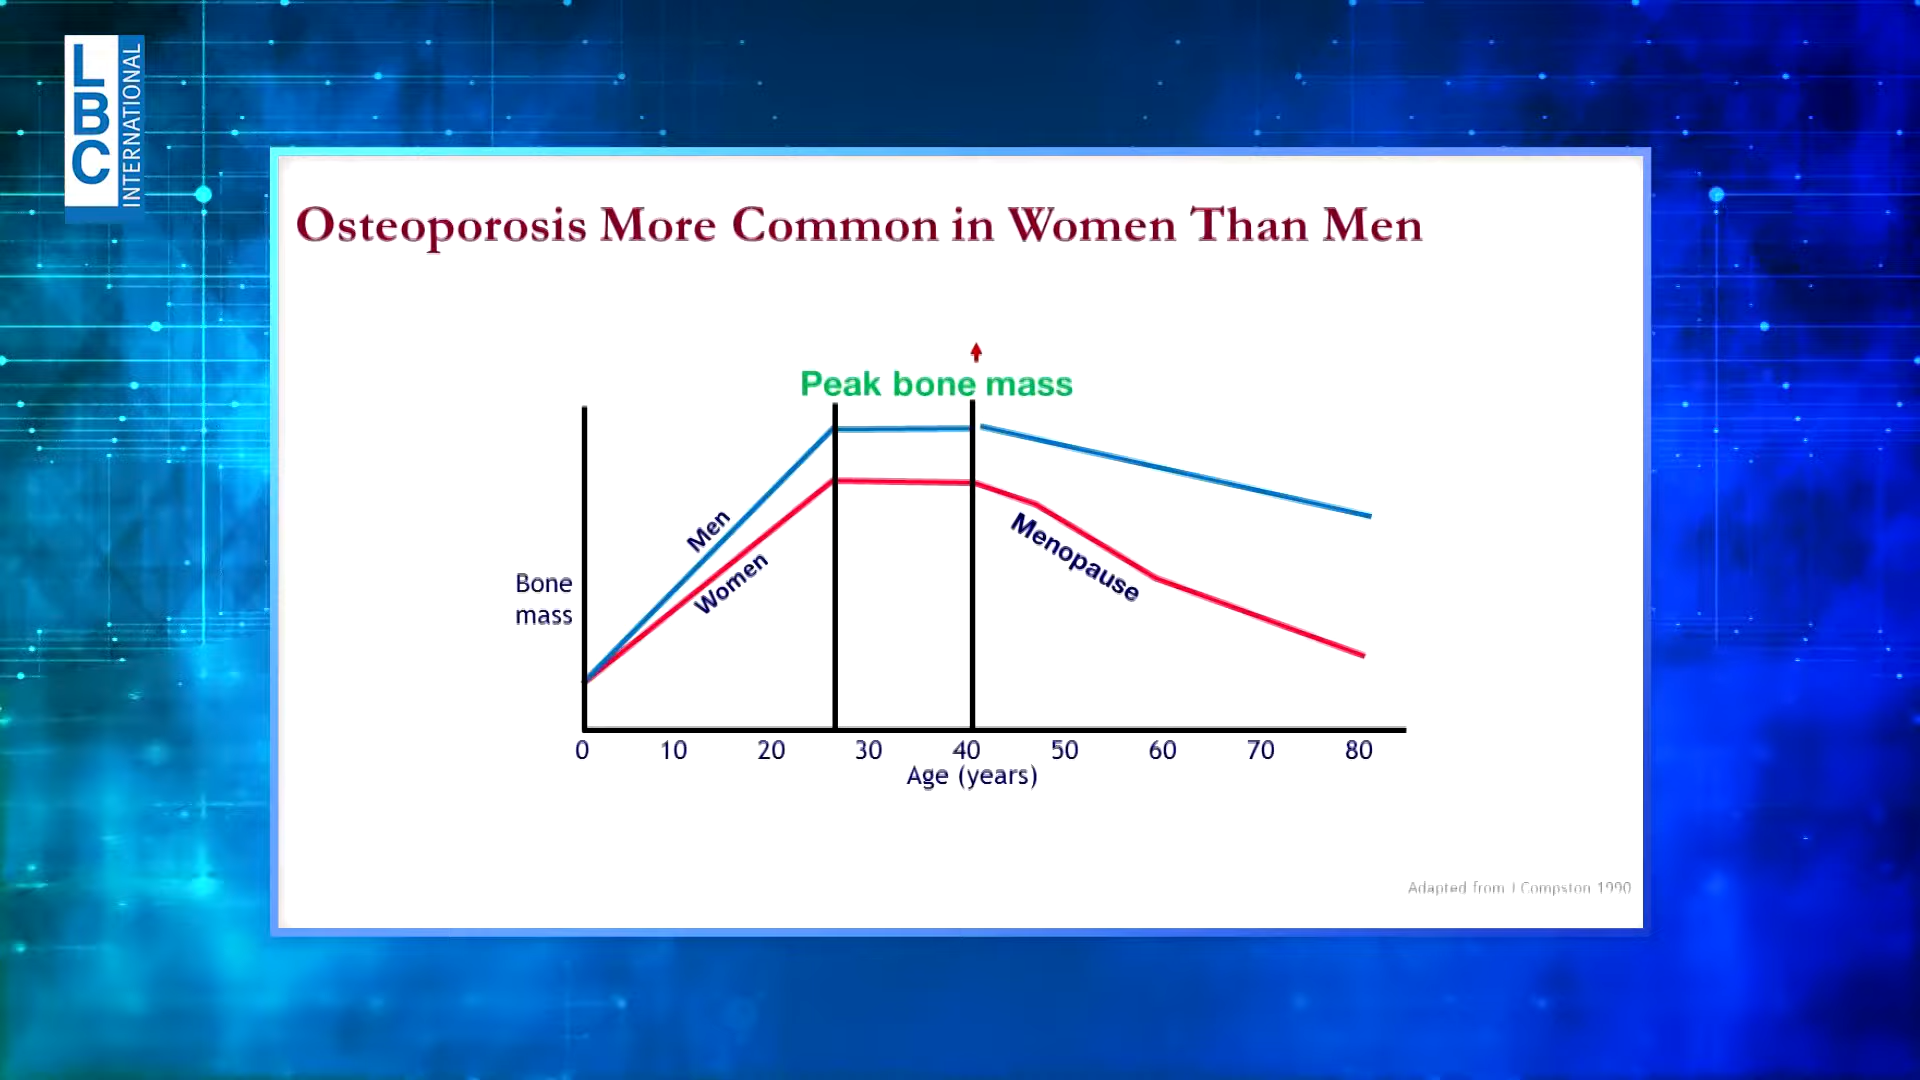 LBC
INTERNATIONAL
Osteoporosis More Common in Women Than Men
Peak bone mass
Men
Women
Menopause
Bone
mass
0 10 20 30 40 50 60 70 80
Age (years)
Adapted from J Compston 1990